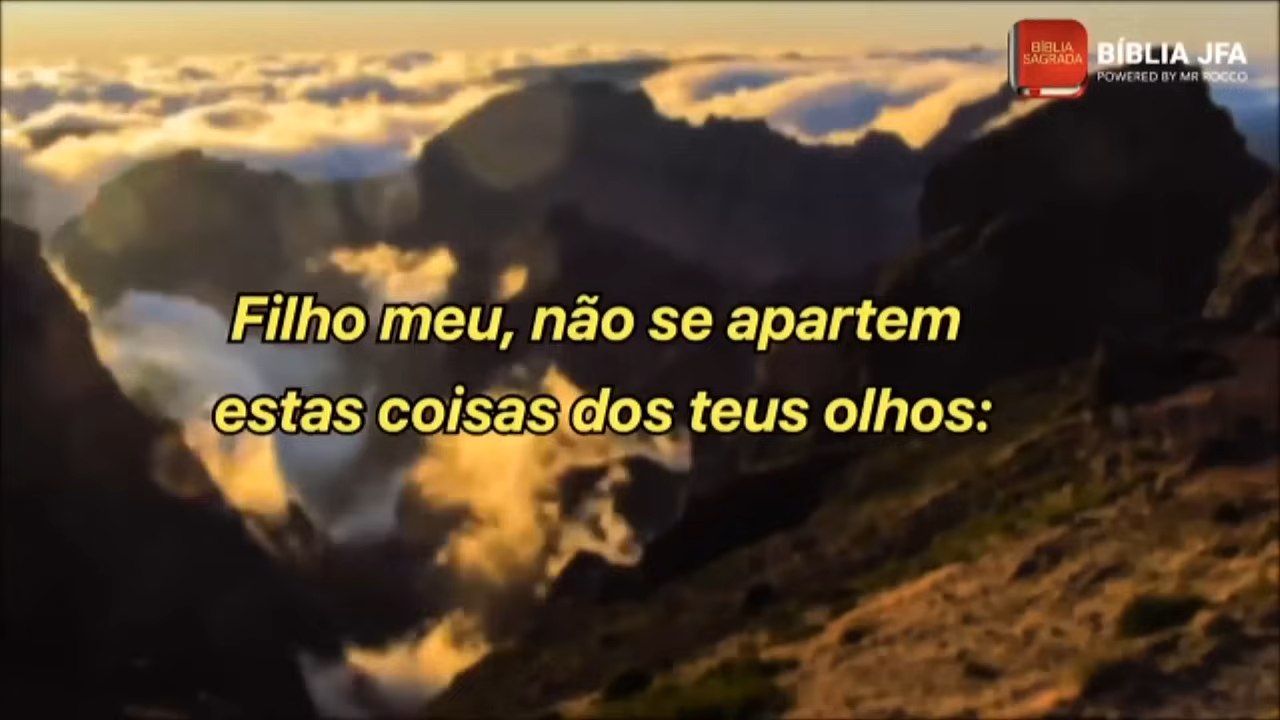 BÍBLIA
SAGRADA
BÍBLIA JFA
POWERED BY MR ROCCO
Filho meu, não se apartem
estas coisas dos teus olhos: